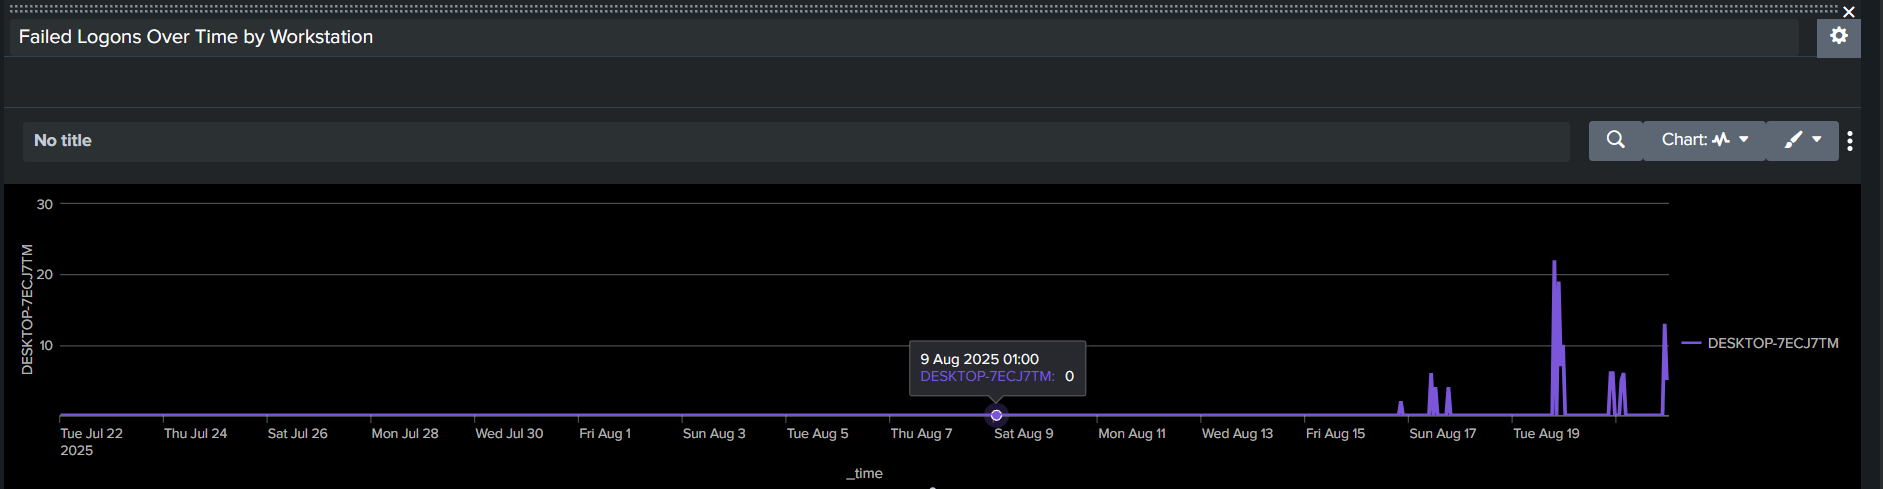 Failed Logons Over Time by Workstation
No title
Chart:
30
20
10
DESKTOP-7ECJ7TM
9 Aug 2025 01:00
DESKTOP-7ECJ7TM: 0
DESKTOP-7ECJ7TM
Tue Jul 22
2025
Thu Jul 24
Sat Jul 26
Mon Jul 28
Wed Jul 30
Fri Aug 1
Sun Aug 3
Tue Aug 5
Thu Aug 7
Sat Aug 9
Mon Aug 11
Wed Aug 13
Fri Aug 15
Sun Aug 17
Tue Aug 19
_time